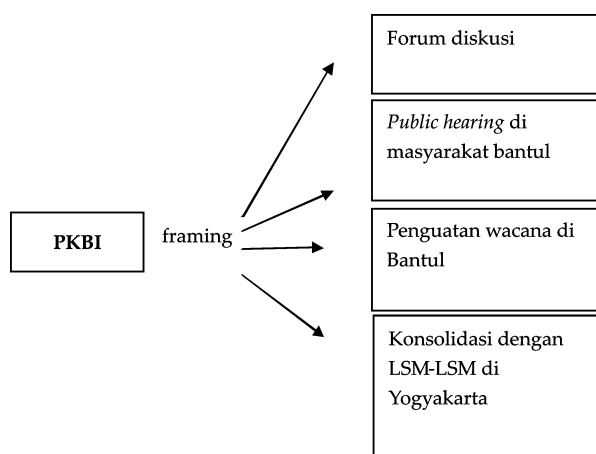 PKBI
framing
Forum diskusi
Public hearing di
masyarakat bantul
Penguatan wacana di
Bantul
Konsolidasi dengan
LSM-LSM di
Yogyakarta